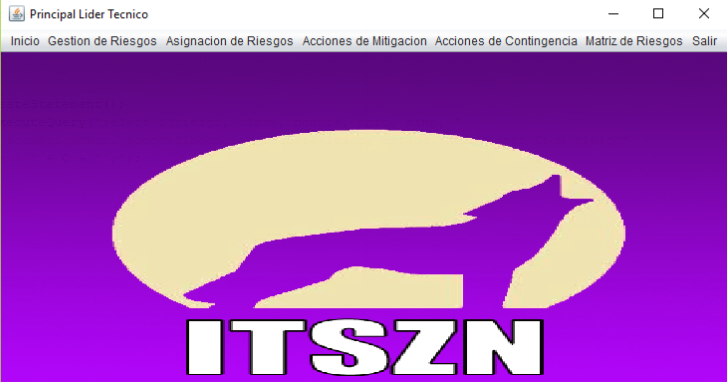 Principal Lider Tecnico
Inicio Gestion de Riesgos Asignacion de Riesgos Acciones de Mitigacion Acciones de Contingencia Matriz de Riesgos Salir
ITSZN